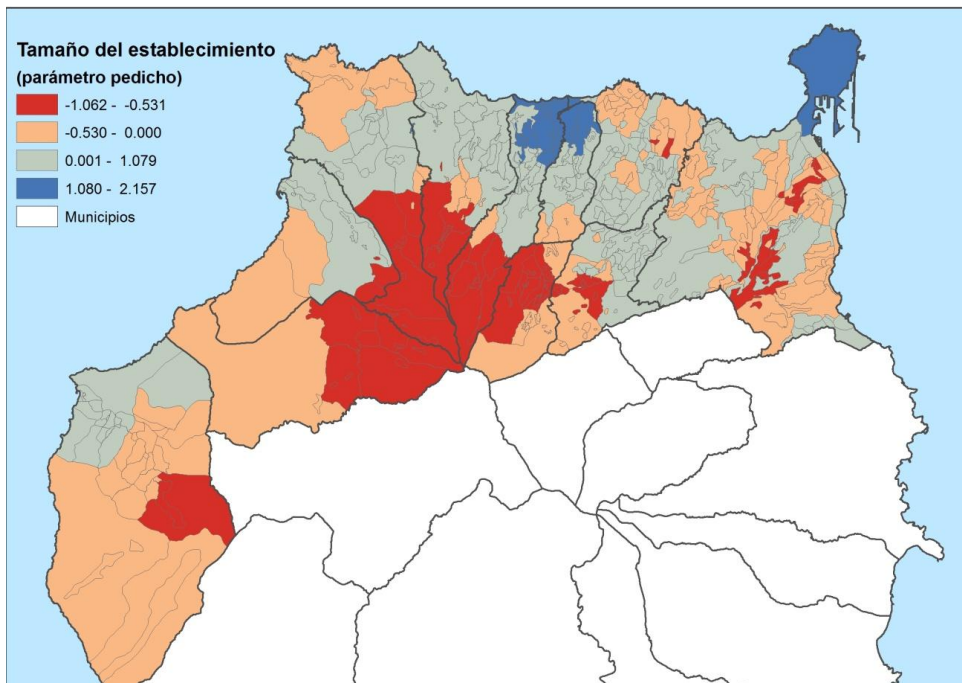 Tamaño del establecimiento
(parámetro pedicho)
-1.062 - -0.531
-0.530 - 0.000
0.001 - 1.079
1.080 - 2.157
Municipios